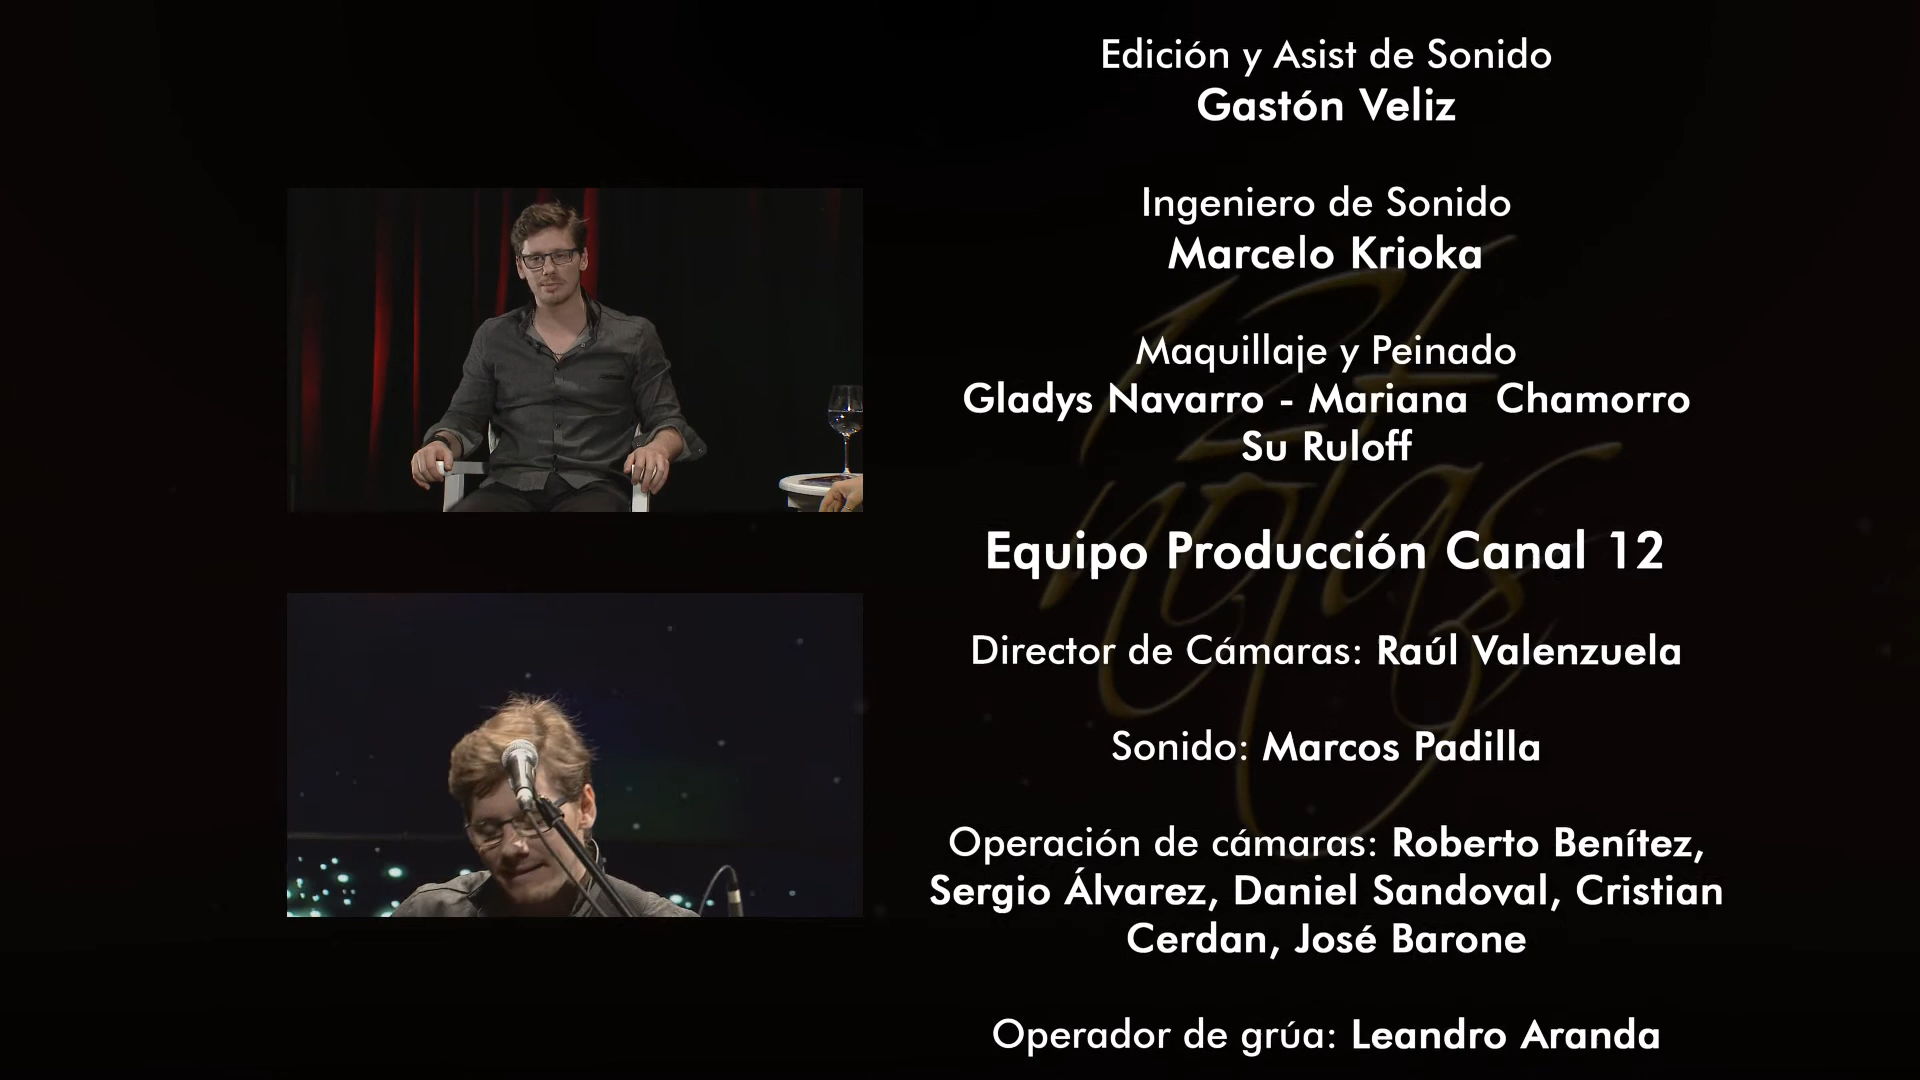 Edición y Asist de Sonido
Gastón Veliz
Ingeniero de Sonido
Marcelo Krioka
Maquillaje y Peinado
Gladys Navarro - Mariana  Chamorro
Su Ruloff
12 notas
Equipo Producción Canal 12
Director de Cámaras: Raúl Valenzuela
Sonido: Marcos Padilla
Operación de cámaras: Roberto Benítez,
Sergio Álvarez, Daniel Sandoval, Cristian
Cerdan, José Barone
Operador de grúa: Leandro Aranda